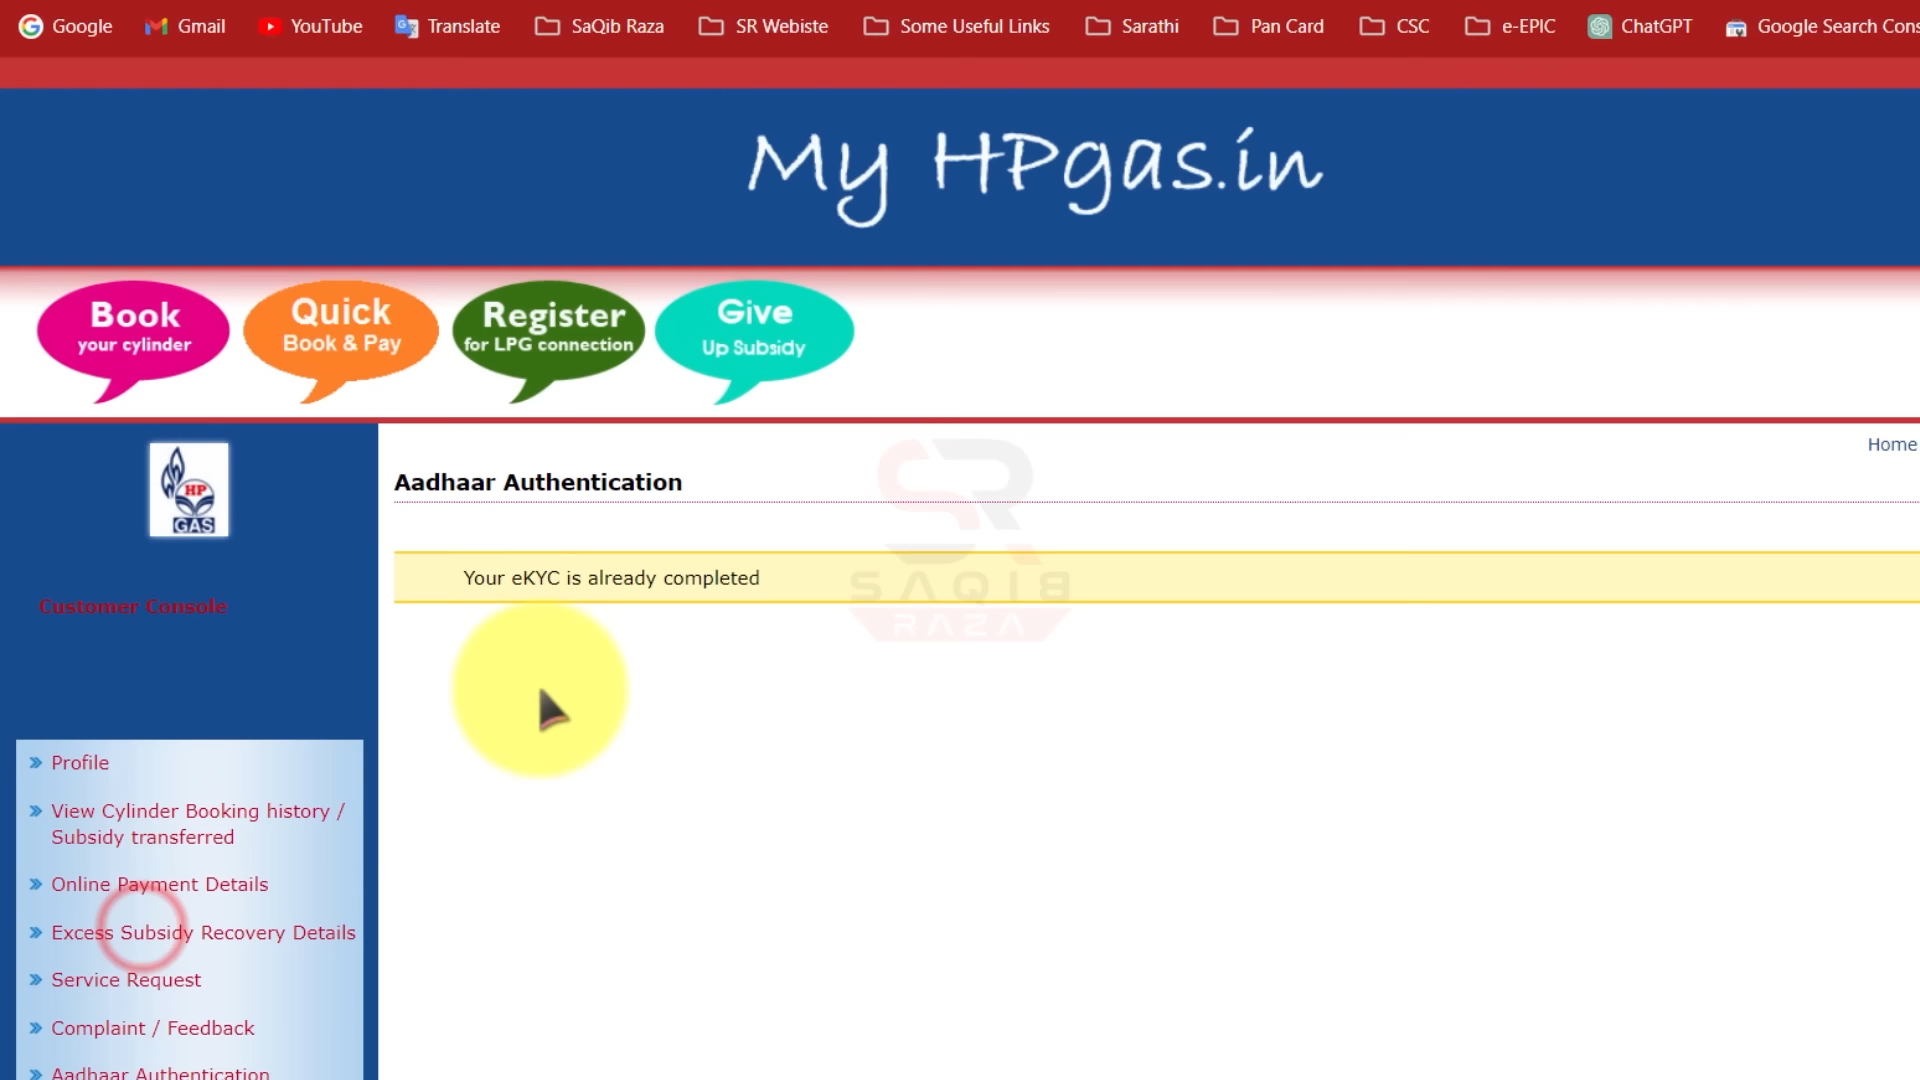 Google Gmail YouTube Translate SaQib Raza SR Webiste Some Useful Links Sarathi Pan Card CSC e-EPIC ChatGPT Google Search Cons
My HPgas.in
Book
your cylinder
Quick
Book & Pay
Register
for LPG connection
Give
Up Subsidy
HP
GAS
Home
Aadhaar Authentication
SR
Your eKYC is already completed
SAQIB
RAZA
Customer Console
Profile
View Cylinder Booking history /
Subsidy transferred
Online Payment Details
Excess Subsidy Recovery Details
Service Request
Complaint / Feedback
Aadhaar Authentication